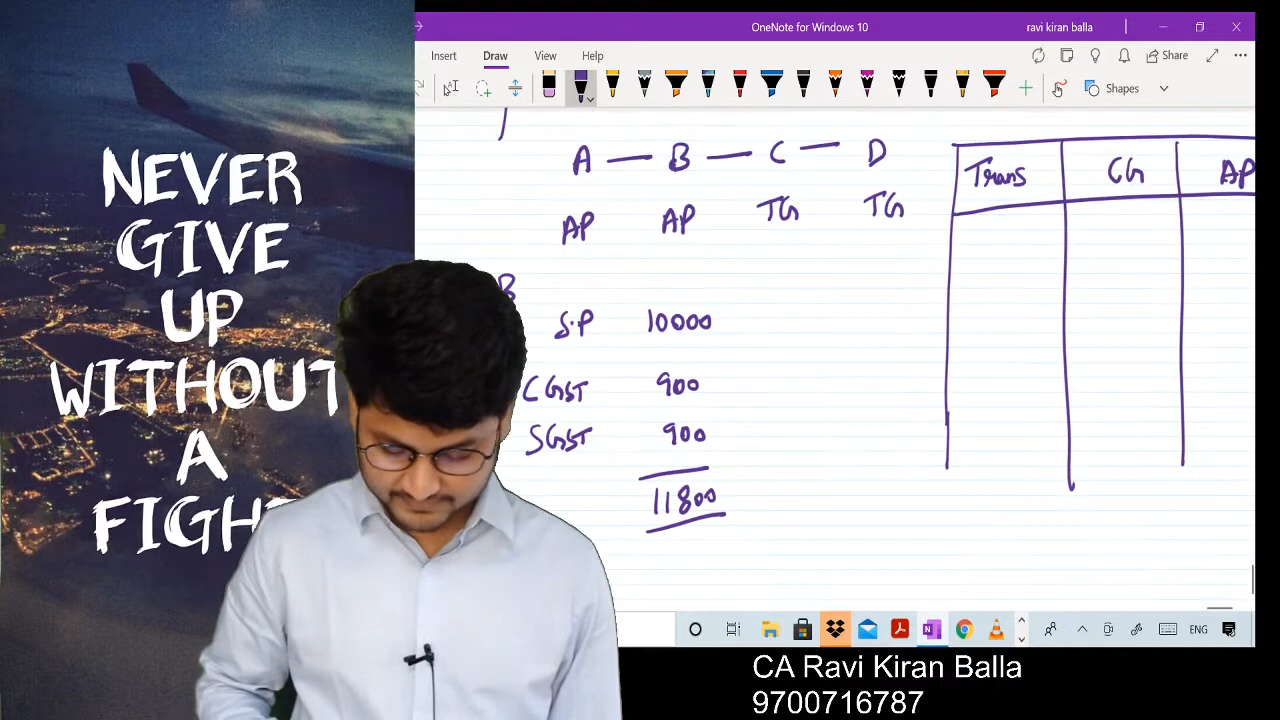 NEVER
GIVE
UP
WITHOUT
A
FIGH
OneNote for Windows 10
ravi kiran balla
Insert Draw View Help
Share
Shapes
A — B — C — D
AP AP TG TG
B
S.P 10000
CGST 900
SGST 900
11800
Trans CG AP
ENG
CA Ravi Kiran Balla
9700716787